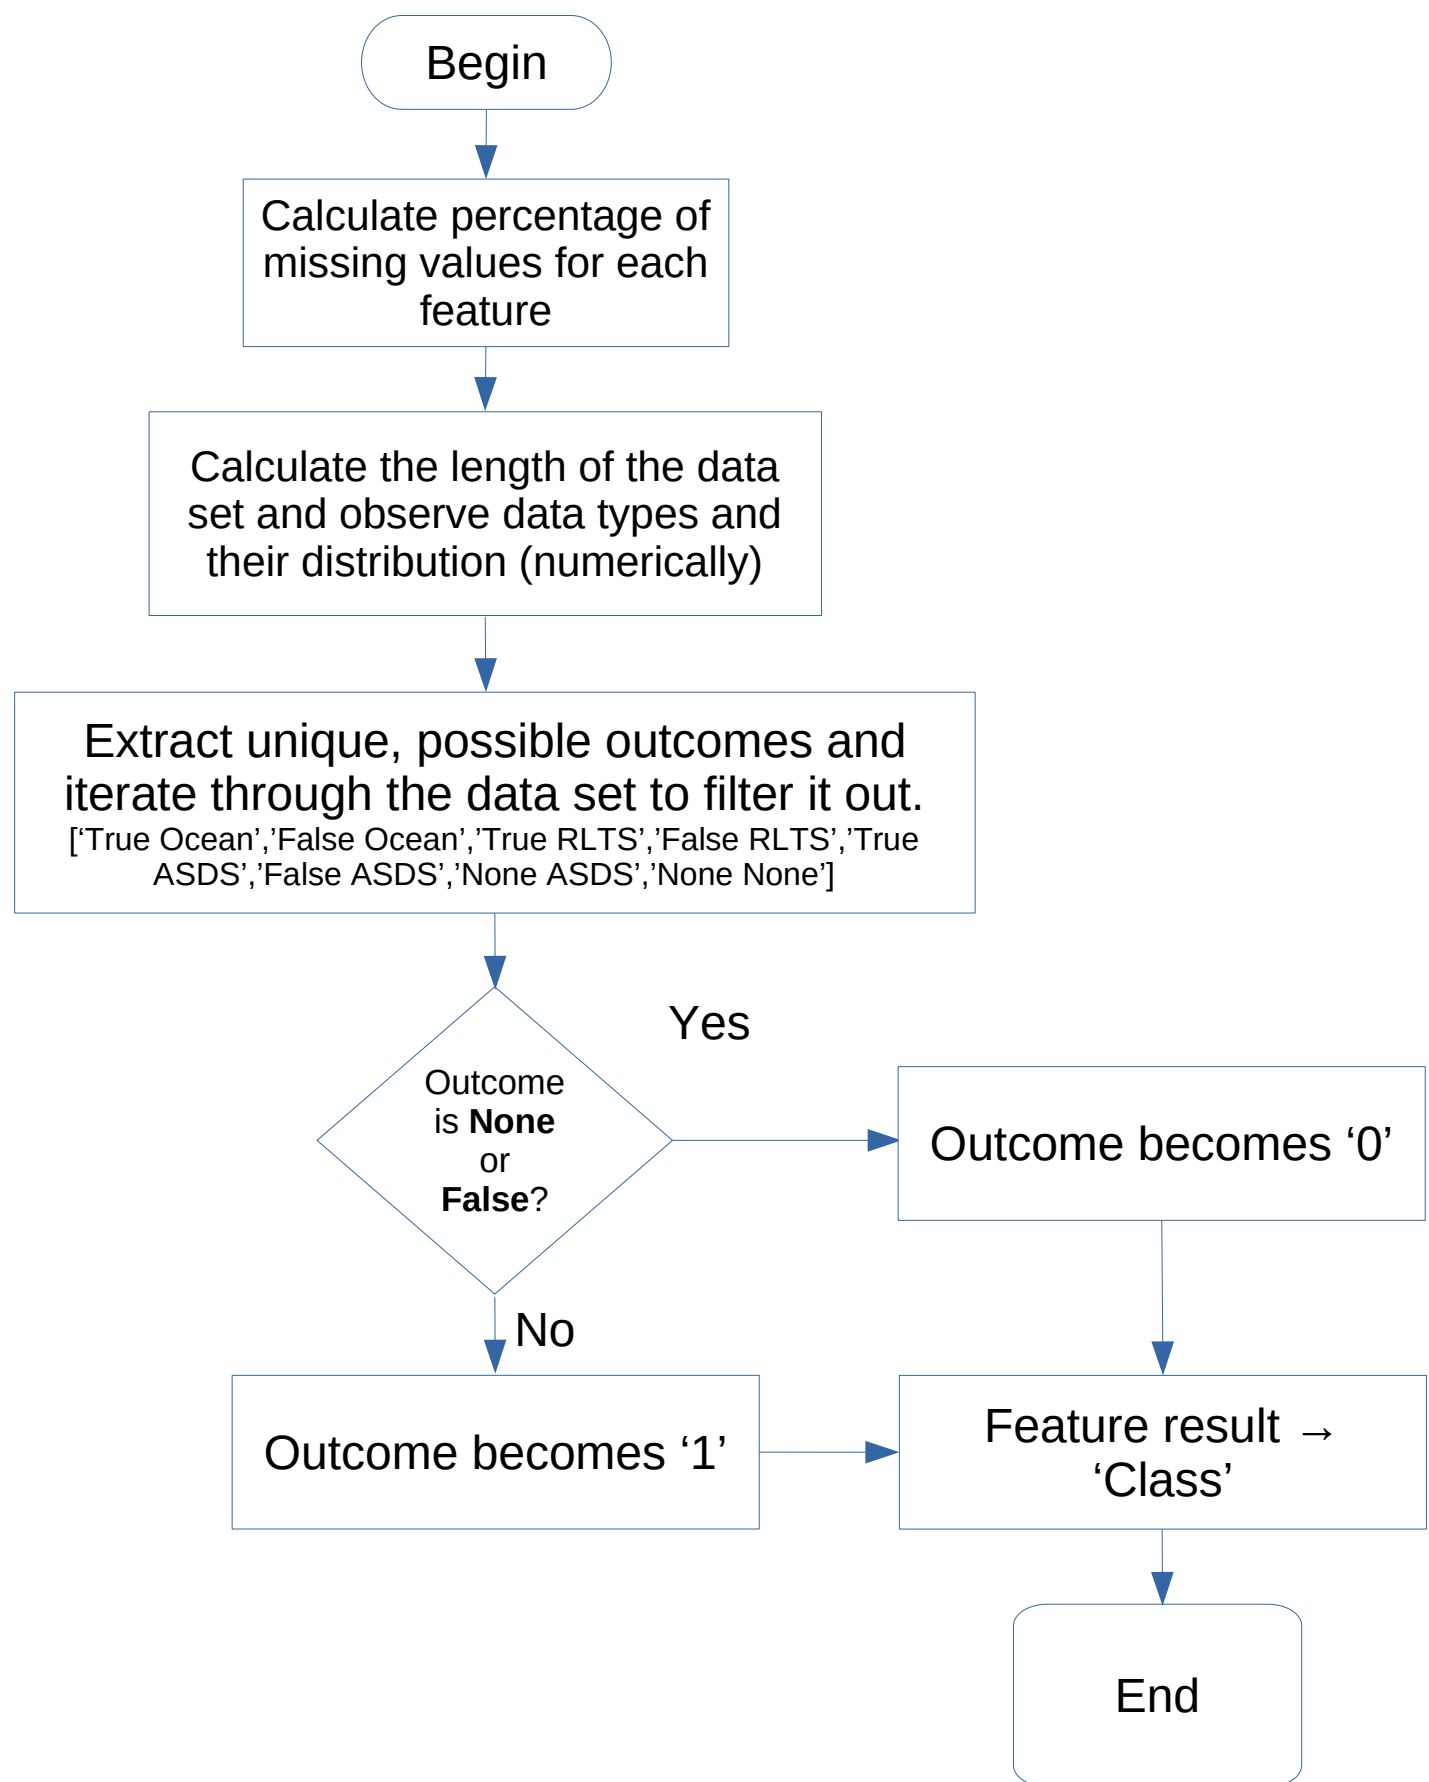 Begin
Calculate percentage of
missing values for each
feature
Calculate the length of the data
set and observe data types and
their distribution (numerically)
Extract unique, possible outcomes and
iterate through the data set to filter it out.
[‘True Ocean’,’False Ocean’,’True RLTS’,’False RLTS’,’True
ASDS’,’False ASDS’,’None ASDS’,’None None’]
Yes
Outcome
is None
or
False?
Outcome becomes ‘0’
No
Outcome becomes ‘1’
Feature result →
‘Class’
End